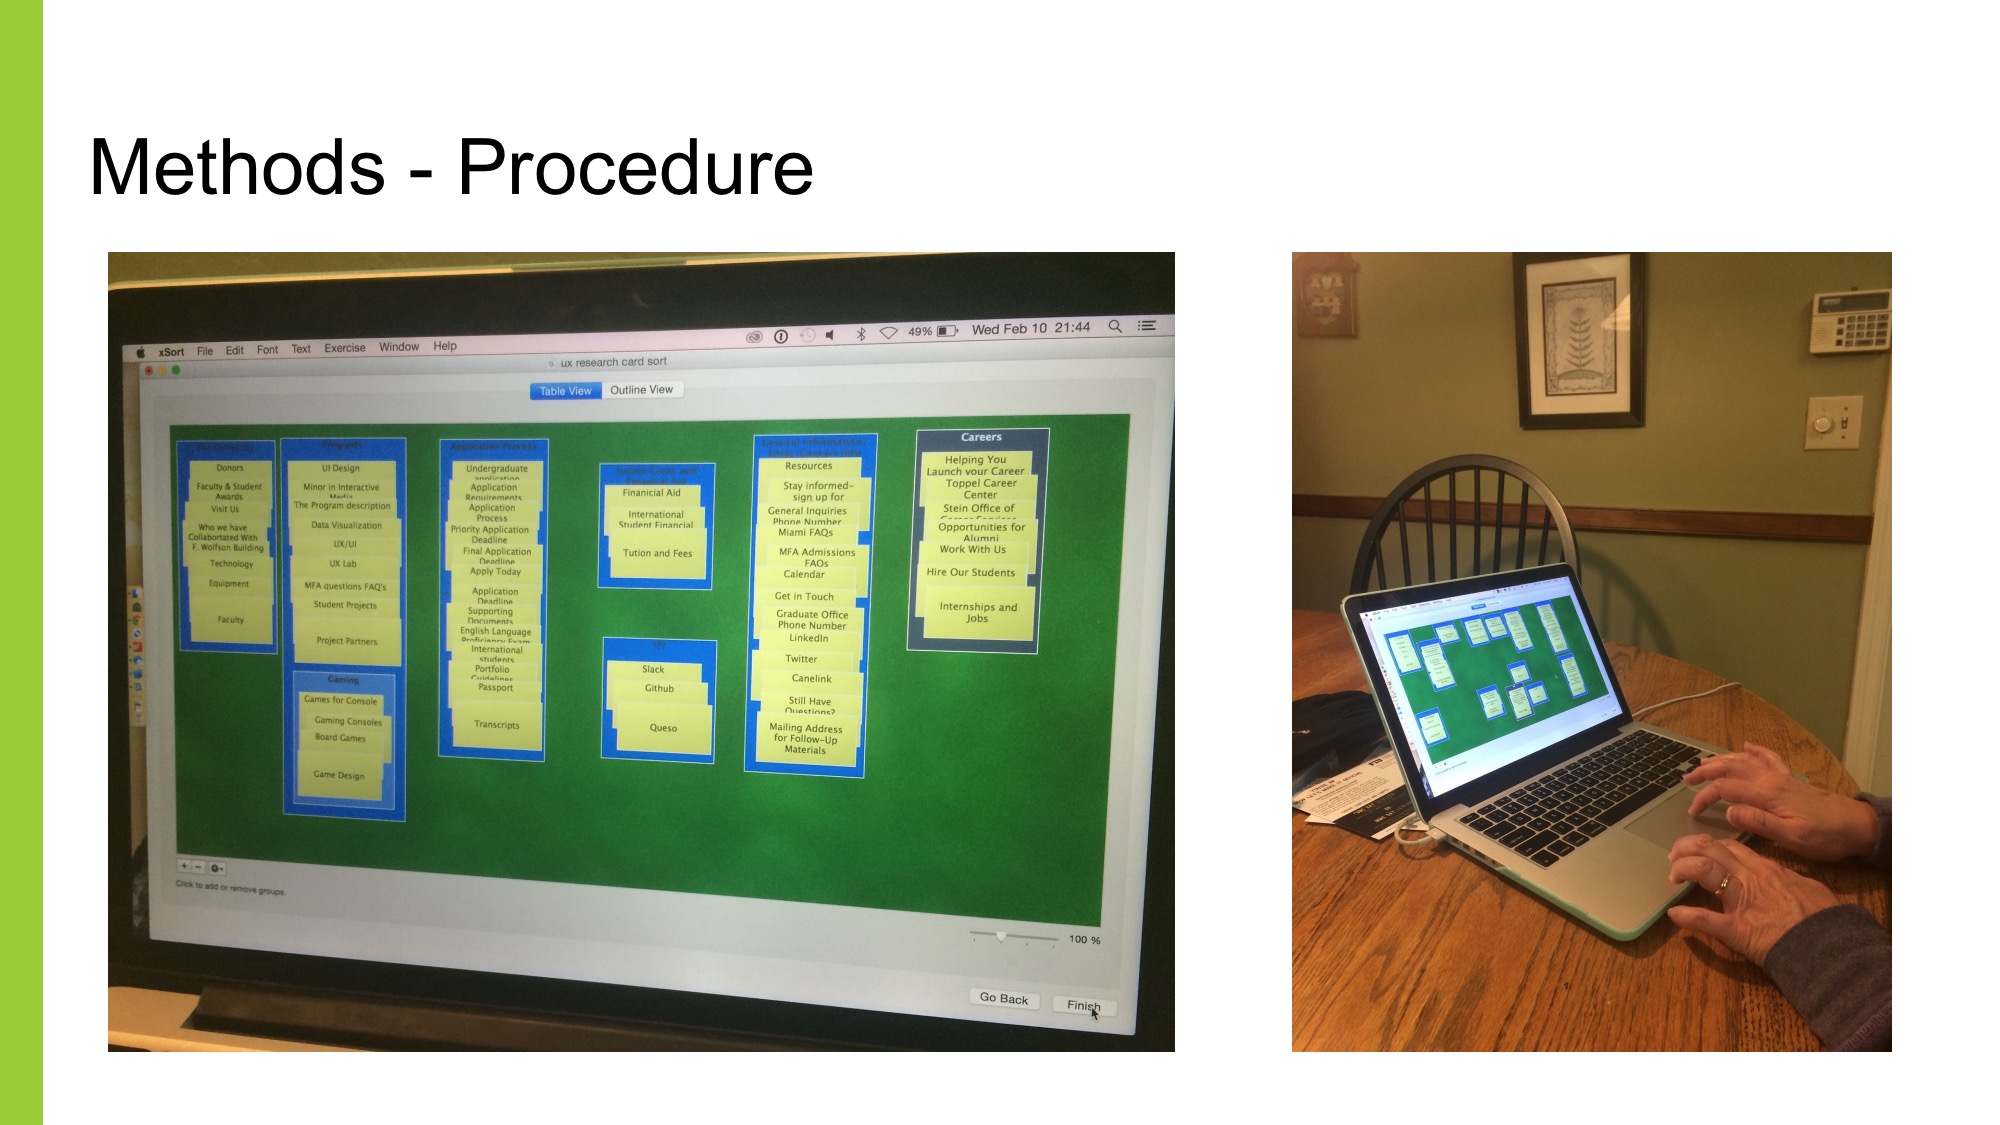 Methods - Procedure
xSort File Edit Font Text Exercise Window Help
49%
Wed Feb 10 21:44
ux research card sort
Table View
Outline View
Donors
Faculty & Student
Awards
Visit Us
Who we have
Collabortated With
F. Wolfson Building
Technology
Equipment
Faculty
Programs
UI Design
Minor in Interactive
Media
The Program description
Data Visualization
UX/UI
UX Lab
MFA questions FAQ's
Student Projects
Project Partners
Gaming
Games for Console
Gaming Consoles
Board Games
Game Design
Application Process
Undergraduate
application
Application
Requirements
Application
Process
Priority Application
Deadline
Final Application
Deadline
Apply Today
Application
Deadline
Supporting
Documents
English Language
Proficiency Exam
International
students
Portfolio
Guidelines
Passport
Transcripts
Finanicial Aid
International
Student Financial
Tution and Fees
Slack
Github
Queso
General Information/
Resources
Stay informed-
sign up for
General Inquiries
Phone Number
Miami FAQs
MFA Admissions
FAQs
Calendar
Get in Touch
Graduate Office
Phone Number
LinkedIn
Twitter
Canelink
Still Have
Questions?
Mailing Address
for Follow-Up
Materials
Careers
Helping You
Launch your Career
Toppel Career
Center
Stein Office of
Career Services
Opportunities for
Alumni
Work With Us
Hire Our Students
Internships and
Jobs
+ −
Click to add or remove groups.
100 %
Go Back
Finish